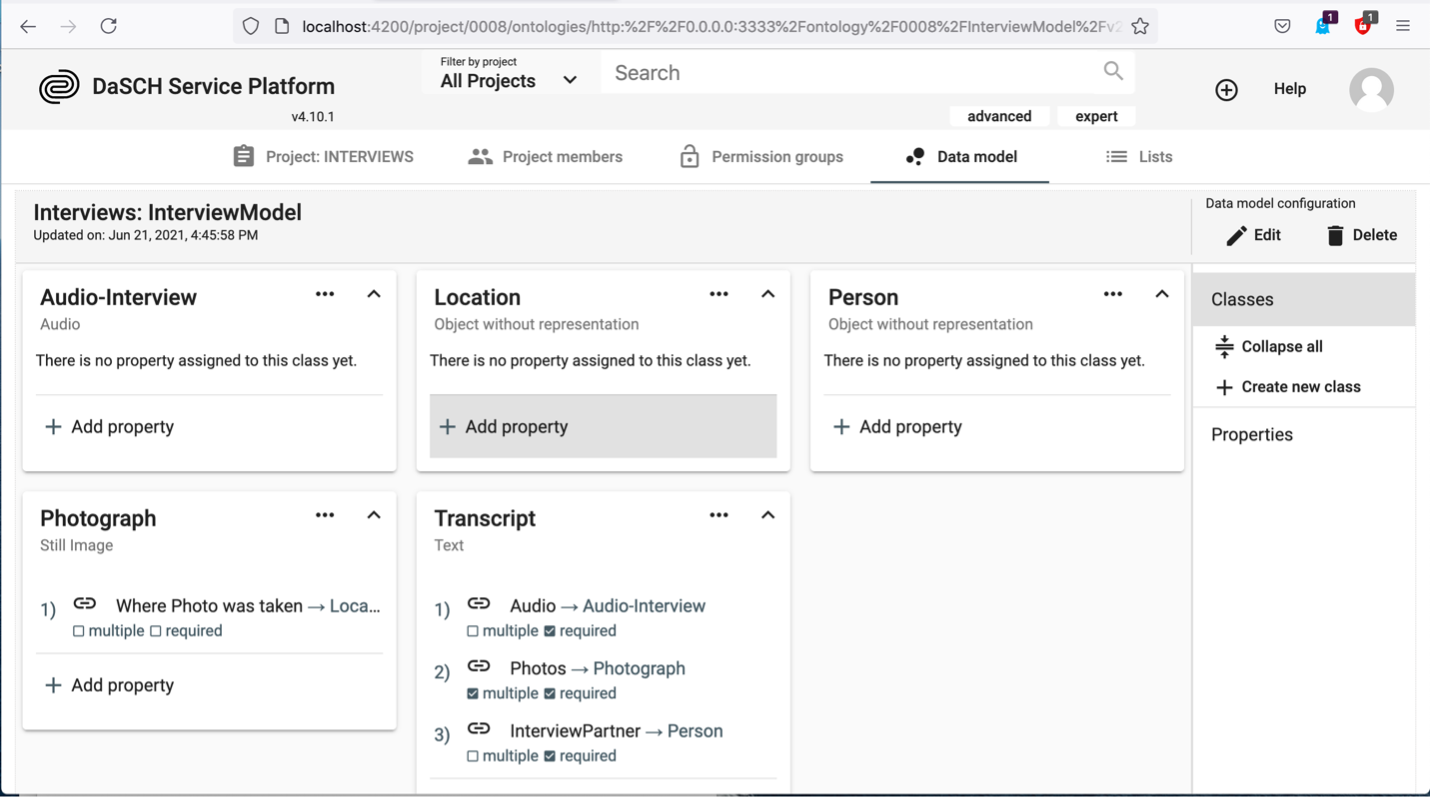 localhost:4200/project/0008/ontologies/http:%2F%2F0.0.0.0:3333%2Fontology%2F0008%2FInterviewModel%2Fv2
1
1
DaSCH Service Platform
v4.10.1
Filter by project
All Projects
Search
advanced
expert
Help
Project: INTERVIEWS
Project members
Permission groups
Data model
Lists
Interviews: InterviewModel
Updated on: Jun 21, 2021, 4:45:58 PM
Data model configuration
Edit
Delete
Audio-Interview
Audio
There is no property assigned to this class yet.
+ Add property
Location
Object without representation
There is no property assigned to this class yet.
+ Add property
Person
Object without representation
There is no property assigned to this class yet.
+ Add property
Classes
Collapse all
+ Create new class
Properties
Photograph
Still Image
1) Where Photo was taken → Loca...
multiple required
+ Add property
Transcript
Text
1) Audio → Audio-Interview
multiple required
2) Photos → Photograph
multiple required
3) InterviewPartner → Person
multiple required